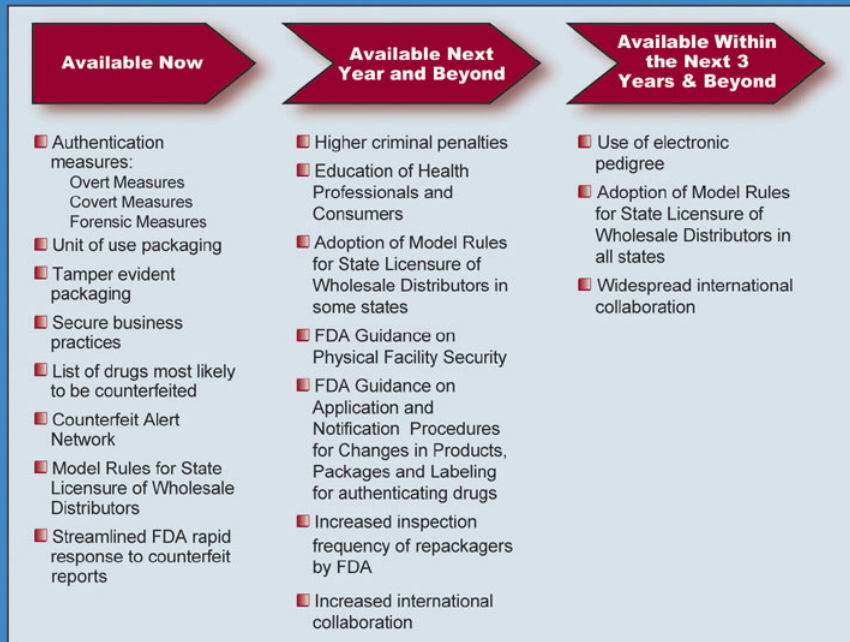 Available Now
Authentication
measures:
Overt Measures
Covert Measures
Forensic Measures
Unit of use packaging
Tamper evident
packaging
Secure business
practices
List of drugs most likely
to be counterfeited
Counterfeit Alert
Network
Model Rules for State
Licensure of Wholesale
Distributors
Streamlined FDA rapid
response to counterfeit
reports
Available Next
Year and Beyond
Higher criminal penalties
Education of Health
Professionals and
Consumers
Adoption of Model Rules
for State Licensure of
Wholesale Distributors in
some states
FDA Guidance on
Physical Facility Security
FDA Guidance on
Application and
Notification Procedures
for Changes in Products,
Packages and Labeling
for authenticating drugs
Increased inspection
frequency of repackagers
by FDA
Increased international
collaboration
Available Within
the Next 3
Years & Beyond
Use of electronic
pedigree
Adoption of Model Rules
for State Licensure of
Wholesale Distributors in
all states
Widespread international
collaboration